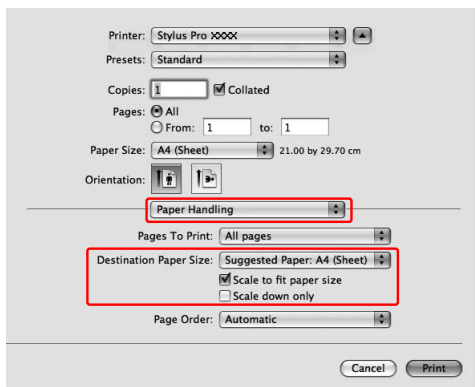 Printer: Stylus Pro XXXX
Presets: Standard
Copies: 1 Collated
Pages: All
From: 1 to: 1
Paper Size: A4 (Sheet) 21.00 by 29.70 cm
Orientation:
Paper Handling
Pages To Print: All pages
Destination Paper Size: Suggested Paper: A4 (Sheet)
Scale to fit paper size
Scale down only
Page Order: Automatic
Cancel Print